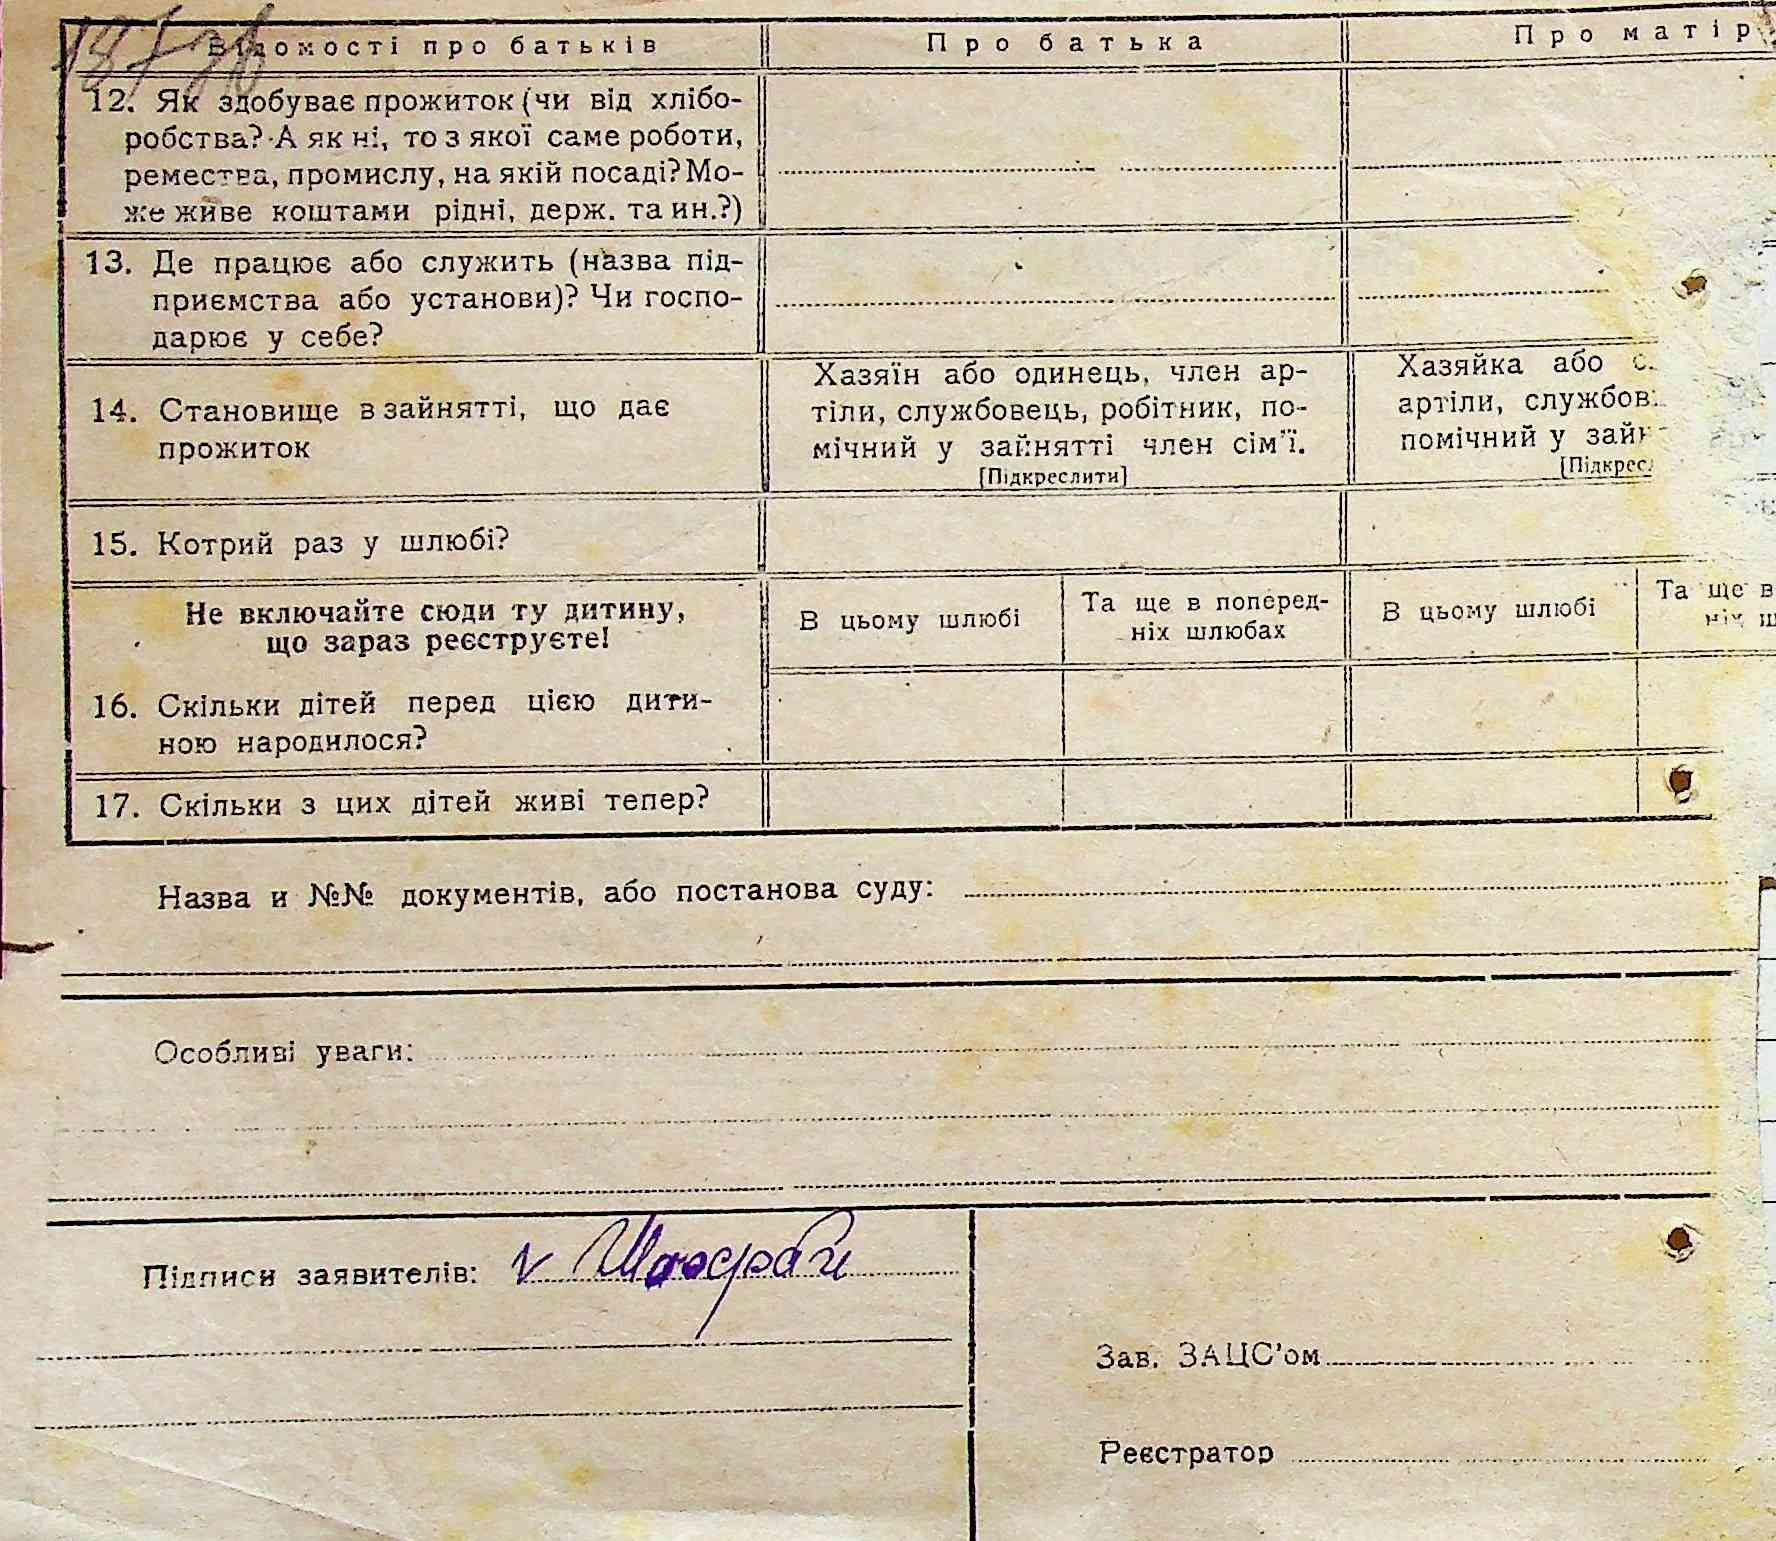 Відомості про батьків
Про батька
Про матір
12. Як здобуває прожиток (чи від хлібо-
робства? А як ні, то з якої саме роботи,
ремества, промислу, на якій посаді? Мо-
же живе коштами рідні, держ. та ин.?)
13. Де працює або служить (назва під-
приємства або установи)? Чи госпо-
дарює у себе?
14. Становище в зайнятті, що дає
прожиток
Хазяїн або одинець, член ар-
тіли, службовець, робітник, по-
мічний у зайнятті член сім'ї.
[Підкреслити]
Хазяйка або
артіли,
помічний у
15. Котрий раз у шлюбі?
Не включайте сюди ту дитину,
що зараз реєструєте!
В цьому шлюбі
Та ще в поперед-
ніх шлюбах
В цьому шлюбі
Та ще в
ніх
16. Скільки дітей перед цією дити-
ною народилося?
17. Скільки з цих дітей живі тепер?
Назва и №№ документів, або постанова суду:
Особливі уваги:
Підписи заявителів:
Зав. ЗАЦС'ом
Реєстратор